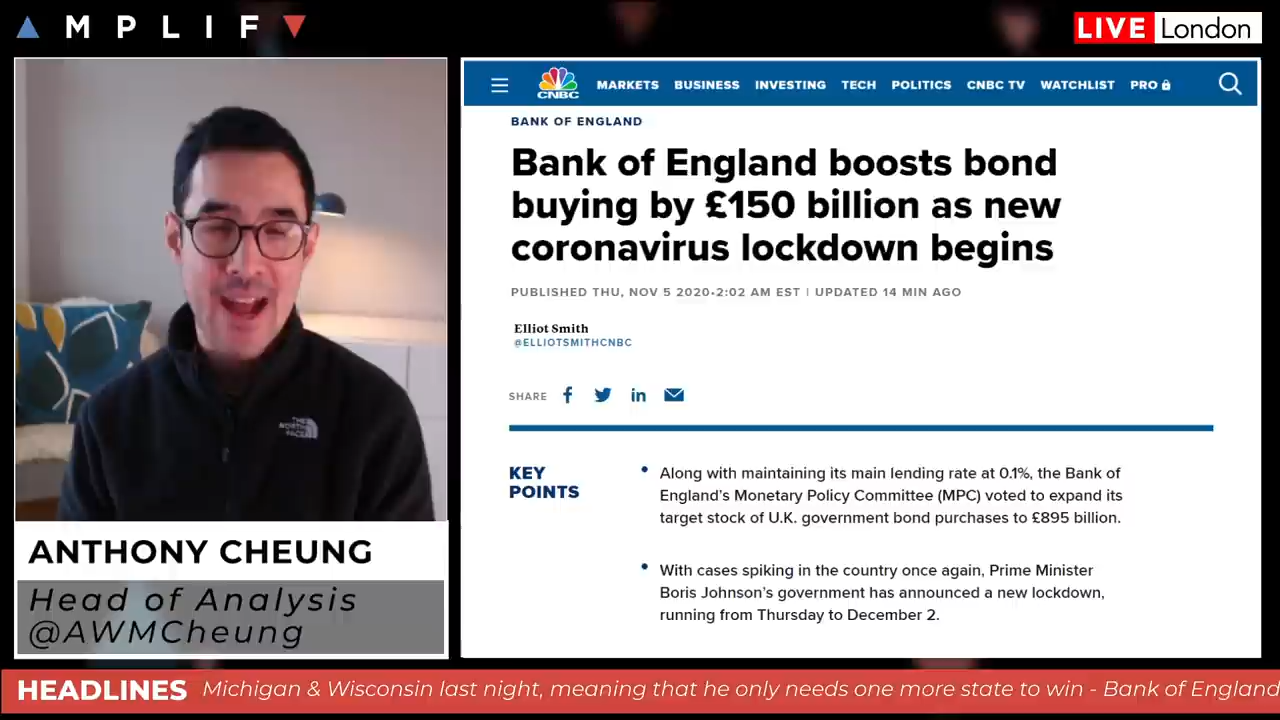 AMPLIFY
LIVE London
CNBC
MARKETS BUSINESS INVESTING TECH POLITICS CNBC TV WATCHLIST PRO
BANK OF ENGLAND
Bank of England boosts bond
buying by £150 billion as new
coronavirus lockdown begins
PUBLISHED THU, NOV 5 2020•2:02 AM EST | UPDATED 14 MIN AGO
Elliot Smith
@ELLIOTSMITHCNBC
SHARE
KEY
POINTS
• Along with maintaining its main lending rate at 0.1%, the Bank of
England’s Monetary Policy Committee (MPC) voted to expand its
target stock of U.K. government bond purchases to £895 billion.
• With cases spiking in the country once again, Prime Minister
Boris Johnson’s government has announced a new lockdown,
running from Thursday to December 2.
THE
NORTH
FACE
ANTHONY CHEUNG
Head of Analysis
@AWMCheung
HEADLINES Michigan & Wisconsin last night, meaning that he only needs one more state to win - Bank of England